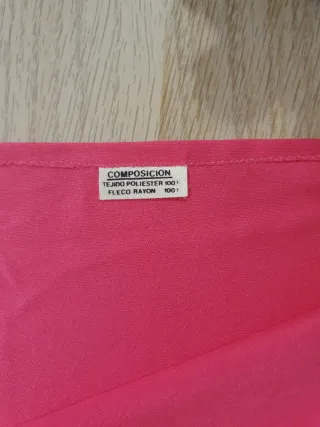 COMPOSICION
TEJIDO POLIESTER 100%
FLECO RAYON 100%